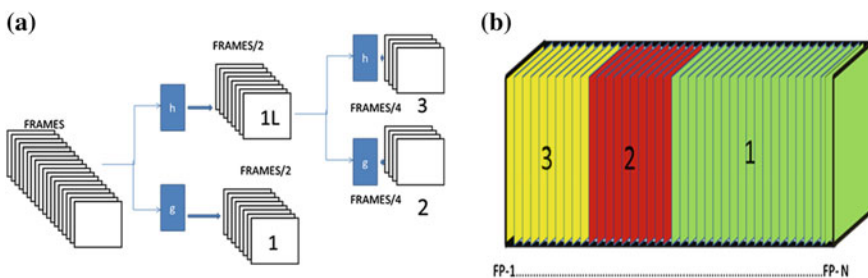 (a)
FRAMES
h
FRAMES/2
1L
h
FRAMES/4
3
g
FRAMES/4
2
g
FRAMES/2
1
(b)
3
2
1
FP-1
FP-N